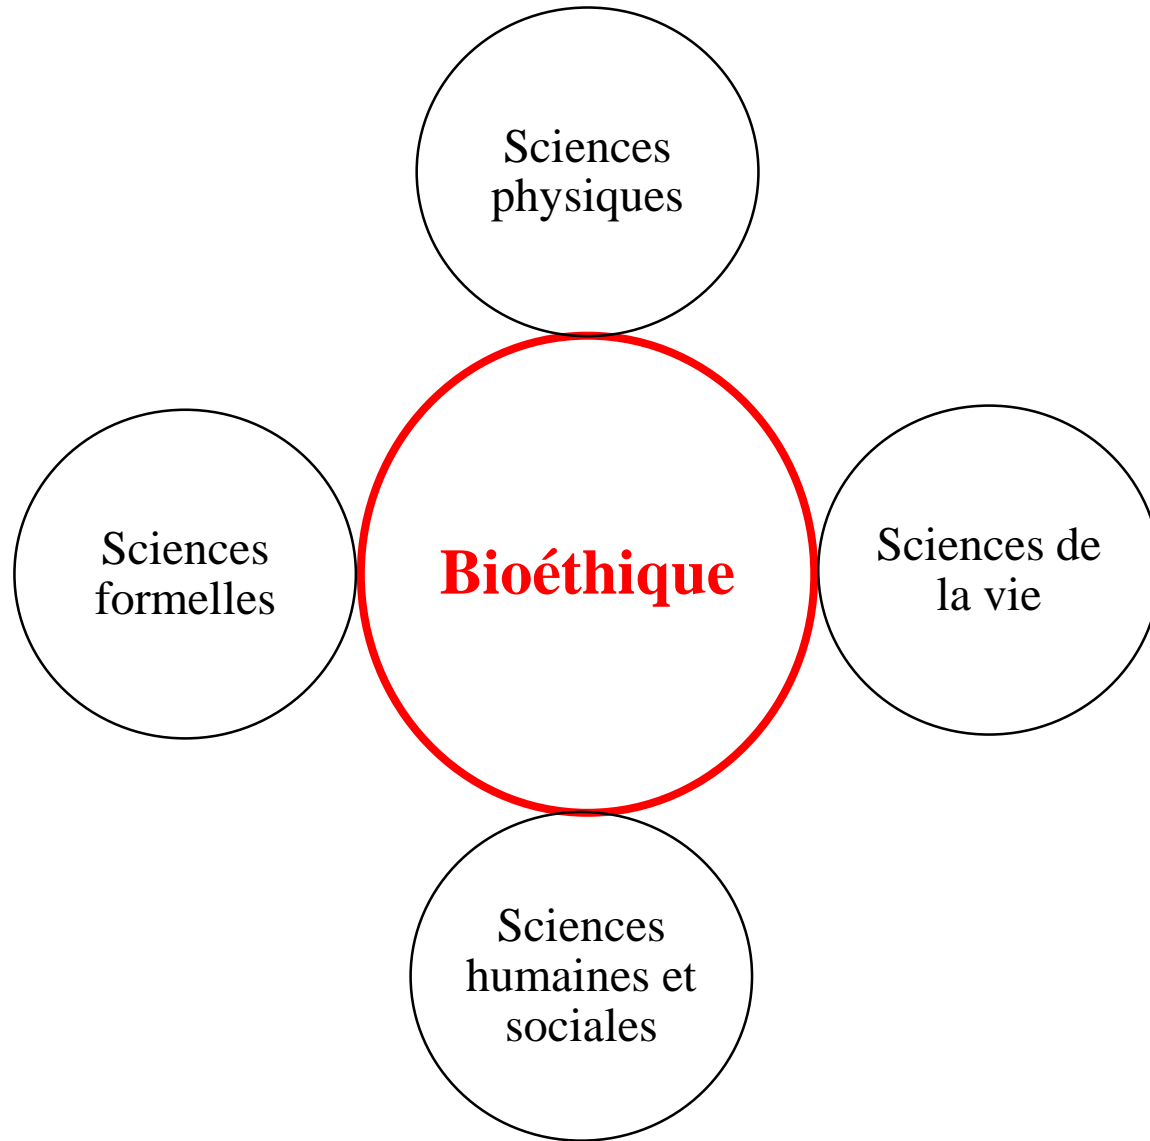 Sciences
physiques
Sciences
formelles
Bioéthique
Sciences de
la vie
Sciences
humaines et
sociales